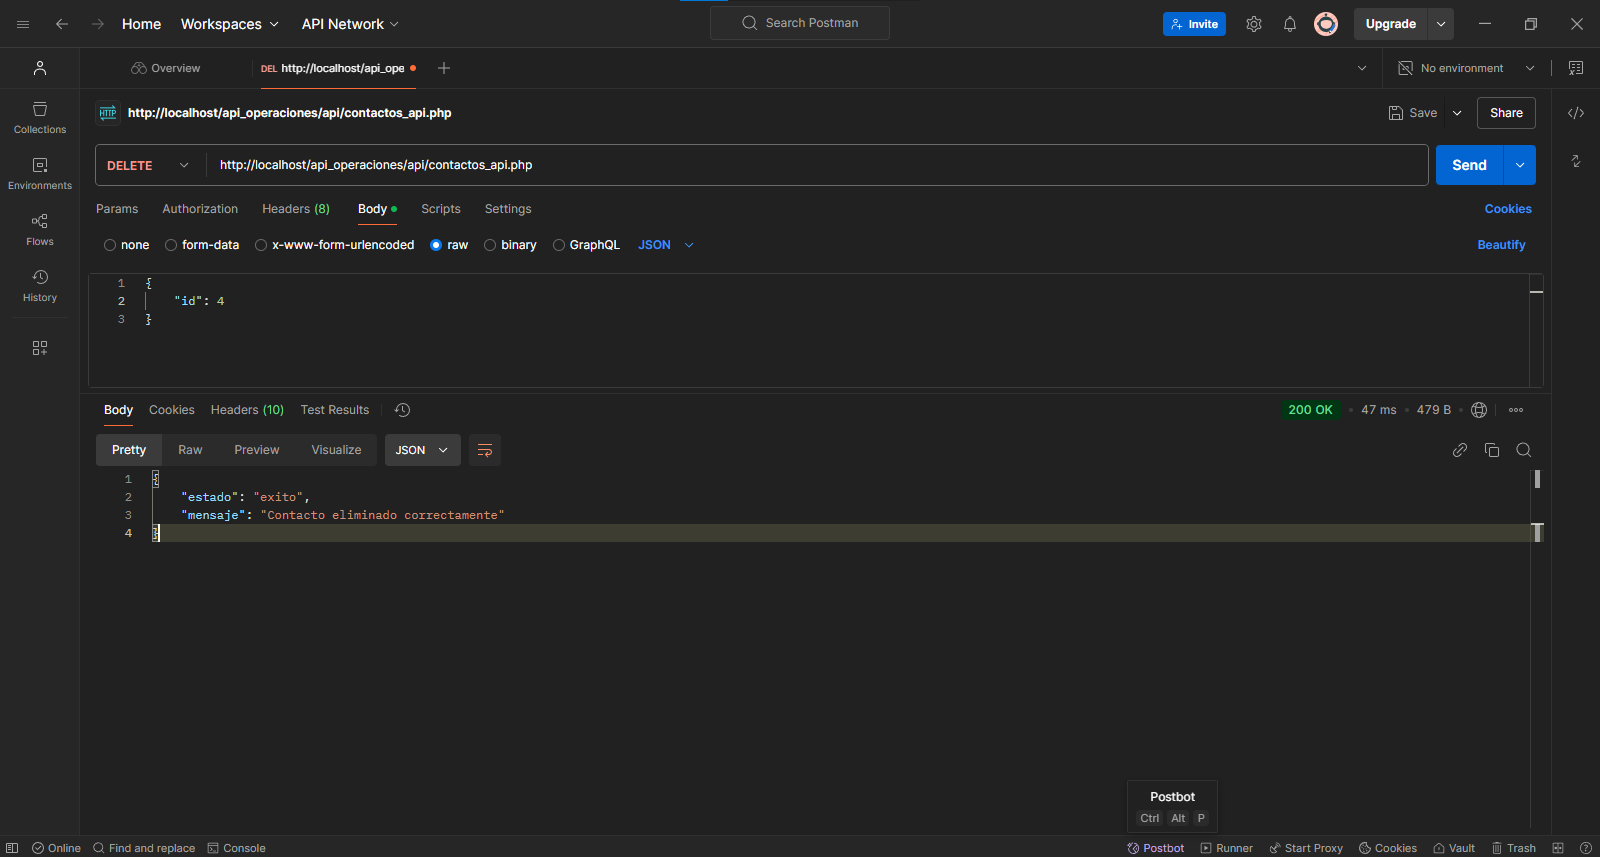 Home Workspaces API Network Search Postman Invite Upgrade
Overview DEL http://localhost/api_ope No environment
HTTP http://localhost/api_operaciones/api/contactos_api.php Save Share
Collections
DELETE http://localhost/api_operaciones/api/contactos_api.php Send
Environments
Params Authorization Headers (8) Body Scripts Settings Cookies
Flows
none form-data x-www-form-urlencoded raw binary GraphQL JSON Beautify
History
1 {
2 "id": 4
3 }
Body Cookies Headers (10) Test Results 200 OK 47 ms 479 B
Pretty Raw Preview Visualize JSON
1 {
2 "estado": "exito",
3 "mensaje": "Contacto eliminado correctamente"
4 }
Postbot
Ctrl Alt P
Online Find and replace Console Postbot Runner Start Proxy Cookies Vault Trash